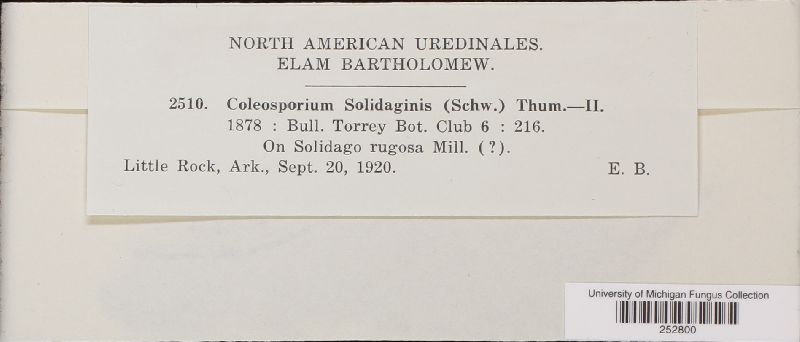 NORTH AMERICAN UREDINALES.
ELAM BARTHOLOMEW.
2510. Coleosporium Solidaginis (Schw.) Thum.—II.
1878 : Bull. Torrey Bot. Club 6 : 216.
On Solidago rugosa Mill. (?).
Little Rock, Ark., Sept. 20, 1920. E. B.
University of Michigan Fungus Collection
252800